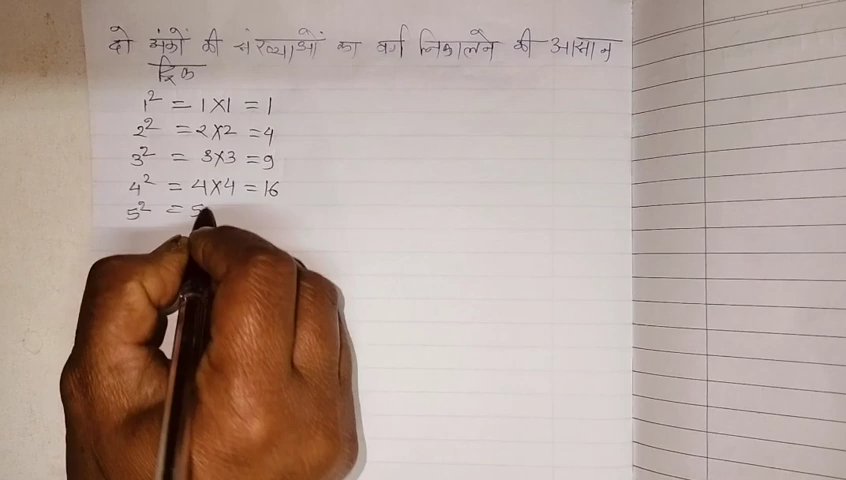 दो अंकों की संख्याओं का वर्ग निकालने की आसान
ट्रिक
1² = 1×1 = 1
2² = 2×2 = 4
3² = 3×3 = 9
4² = 4×4 = 16
5² = 5